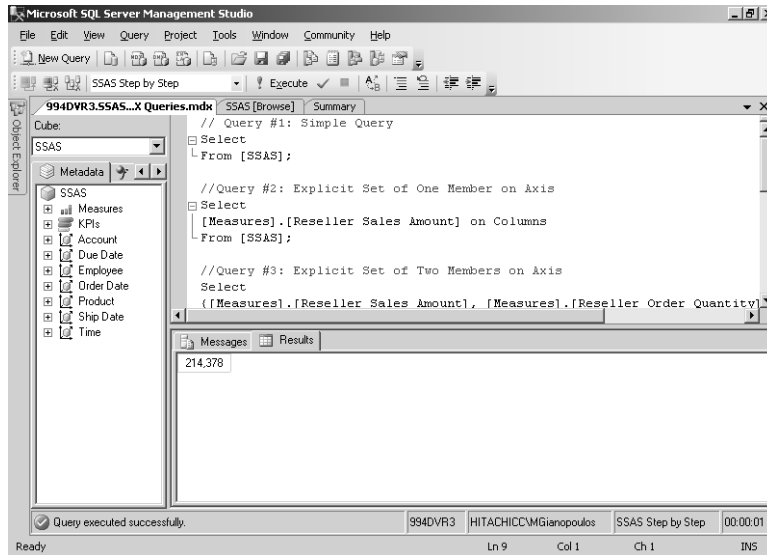 Microsoft SQL Server Management Studio
File Edit View Query Project Tools Window Community Help
New Query
SSAS Step by Step Execute
Object Explorer
994DVR3.SSAS...X Queries.mdx SSAS [Browse] Summary
Cube:
SSAS
Metadata
SSAS
Measures
KPIs
Account
Due Date
Employee
Order Date
Product
Ship Date
Time
// Query #1: Simple Query
Select
From [SSAS];
//Query #2: Explicit Set of One Member on Axis
Select
[Measures].[Reseller Sales Amount] on Columns
From [SSAS];
//Query #3: Explicit Set of Two Members on Axis
Select
{[Measures].[Reseller Sales Amount], [Measures].[Reseller Order Quantity]
Messages Results
214,378
Query executed successfully. 994DVR3 HITACHICC\MGianopoulos SSAS Step by Step 00:00:01
Ready Ln 9 Col 1 Ch 1 INS